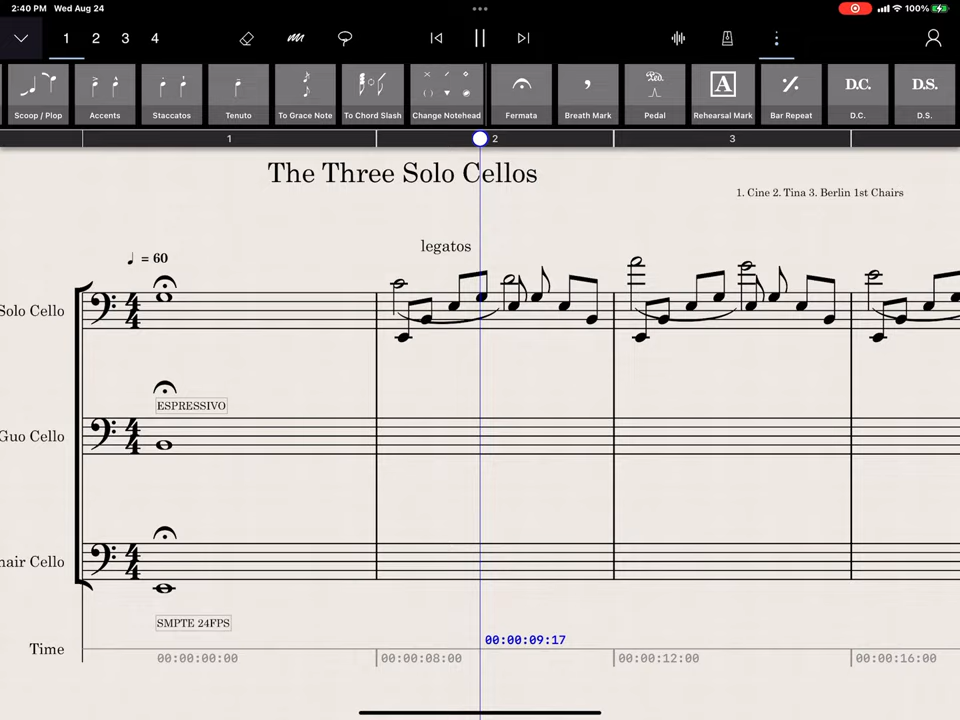 2:40 PM Wed Aug 24 100%
1 2 3 4
Scoop / Plop Accents Staccatos Tenuto To Grace Note To Chord Slash Change Notehead Fermata Breath Mark Pedal Rehearsal Mark Bar Repeat D.C. D.S.
A D.C. D.S.
1 2 3
The Three Solo Cellos
1. Cine 2. Tina 3. Berlin 1st Chairs
legatos
= 60
Solo Cello
ESPRESSIVO
Guo Cello
hair Cello
SMPTE 24FPS
00:00:09:17
Time
00:00:00:00 00:00:08:00 00:00:12:00 00:00:16:00